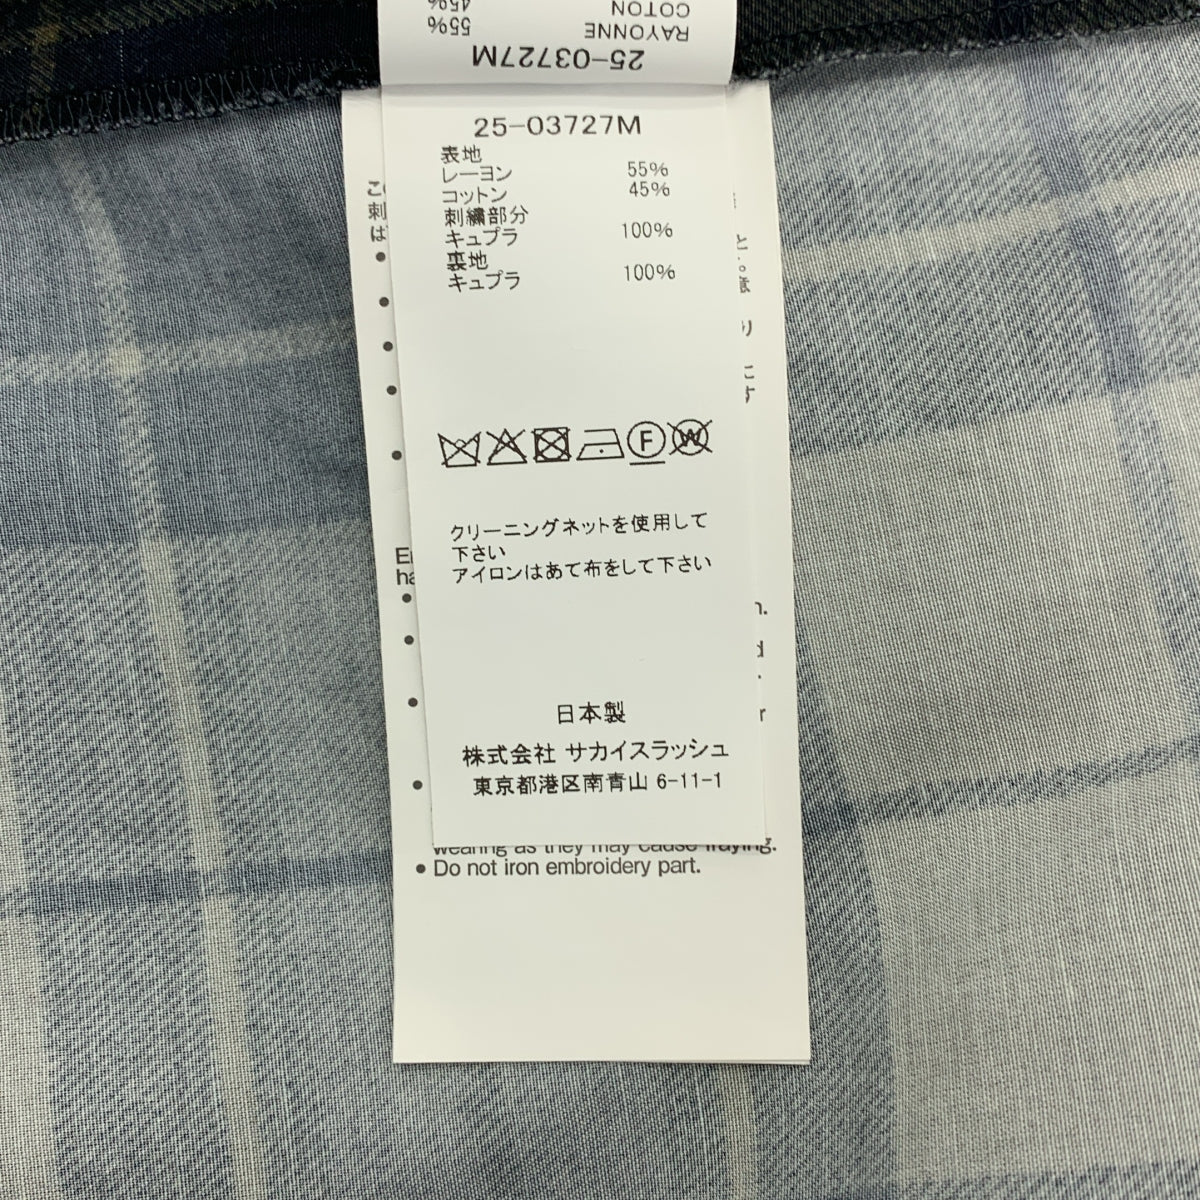 COTON 45%
RAYONNE 55%
25-03727M
25-03727M
表地
レーヨン 55%
コットン 45%
刺繍部分
キュプラ 100%
裏地
キュプラ 100%
F
W
クリーニングネットを使用して
下さい
アイロンはあて布をして下さい
日本製
株式会社 サカイスラッシュ
東京都港区南青山 6-11-1
wearing as they may cause fraying.
• Do not iron embroidery part.